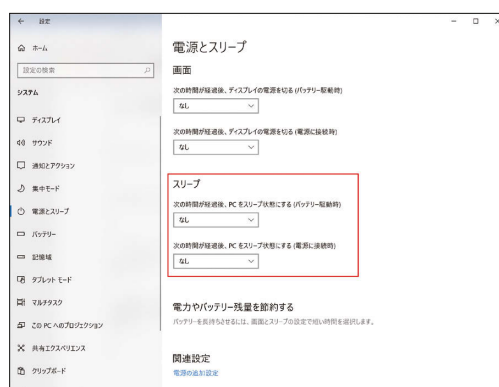 設定
ホーム
設定の検索
システム
ディスプレイ
サウンド
通知とアクション
集中モード
電源とスリープ
バッテリー
記憶域
タブレット モード
マルチタスク
この PC へのプロジェクション
共有エクスペリエンス
クリップボード
電源とスリープ
画面
次の時間が経過後、ディスプレイの電源を切る (バッテリー駆動時)
なし
次の時間が経過後、ディスプレイの電源を切る (電源に接続時)
なし
スリープ
次の時間が経過後、PC をスリープ状態にする (バッテリー駆動時)
なし
次の時間が経過後、PC をスリープ状態にする (電源に接続時)
なし
電力やバッテリー残量を節約する
バッテリーを長持ちさせるには、画面とスリープの設定で短い時間を選択します。
関連設定
電源の追加設定